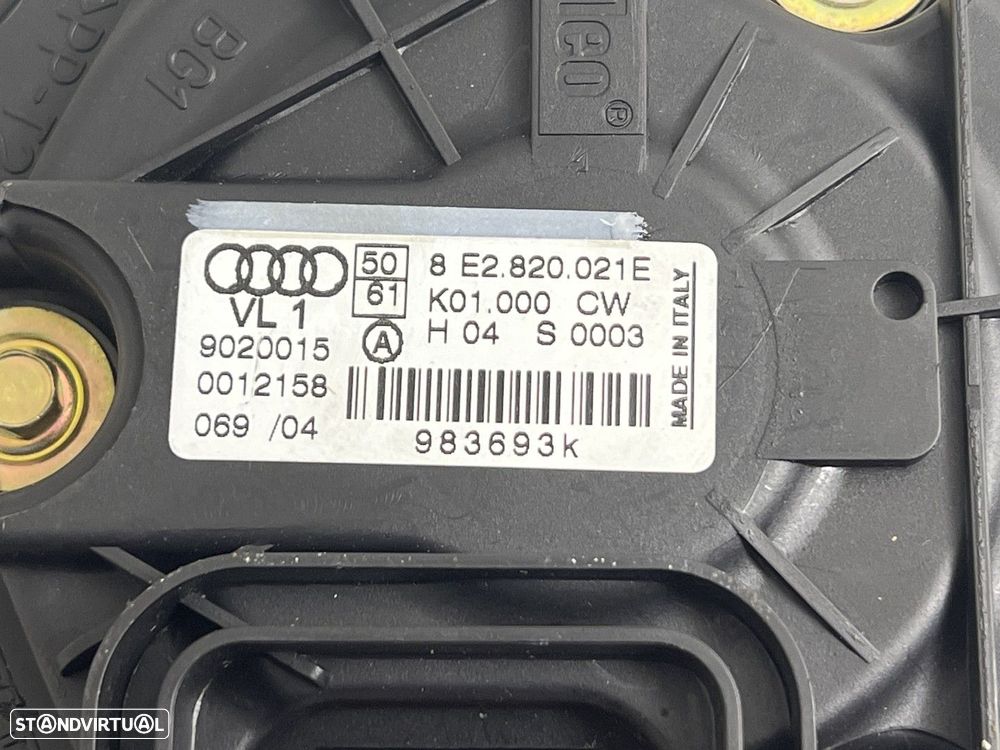 BG1
leo ®
50
61
8 E2.820.021E
VL 1
K01.000 CW
A
H 04 S 0003
9020015
0012158
069 /04
983693K
MADE IN ITALY
STANDVIRTUAL